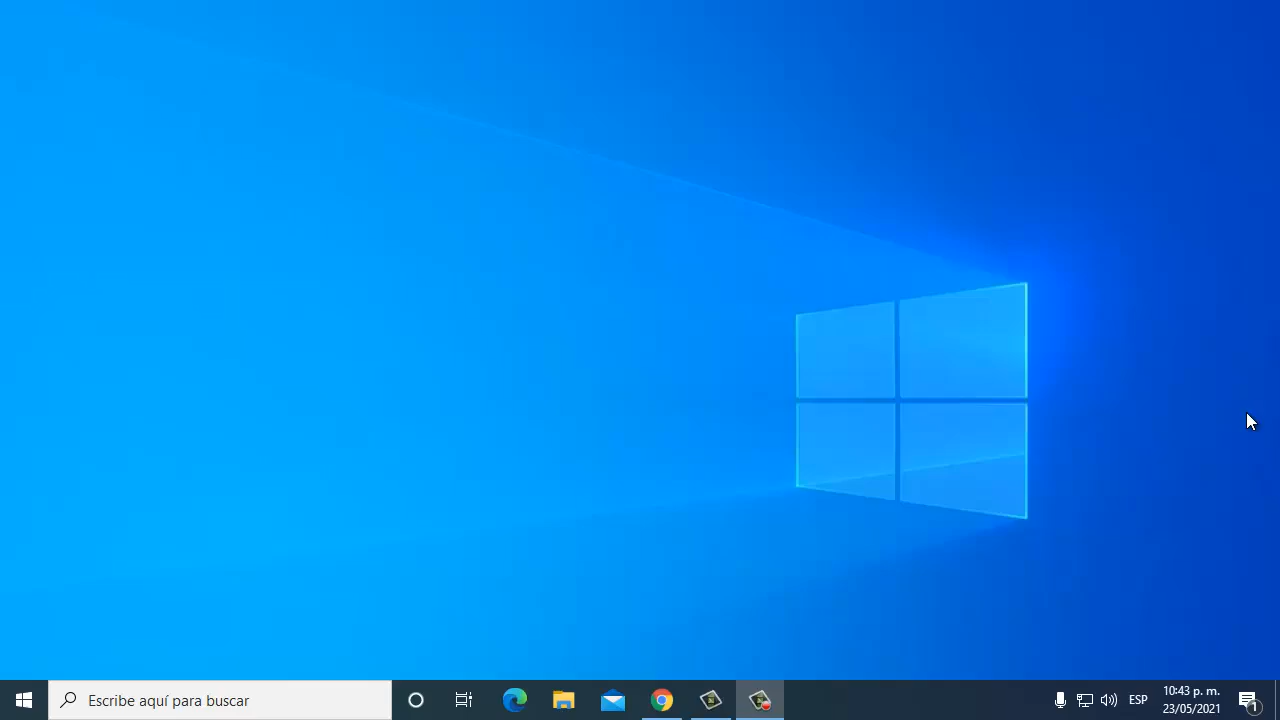 Escribe aquí para buscar
ESP
10:43 p. m.
23/05/2021
1